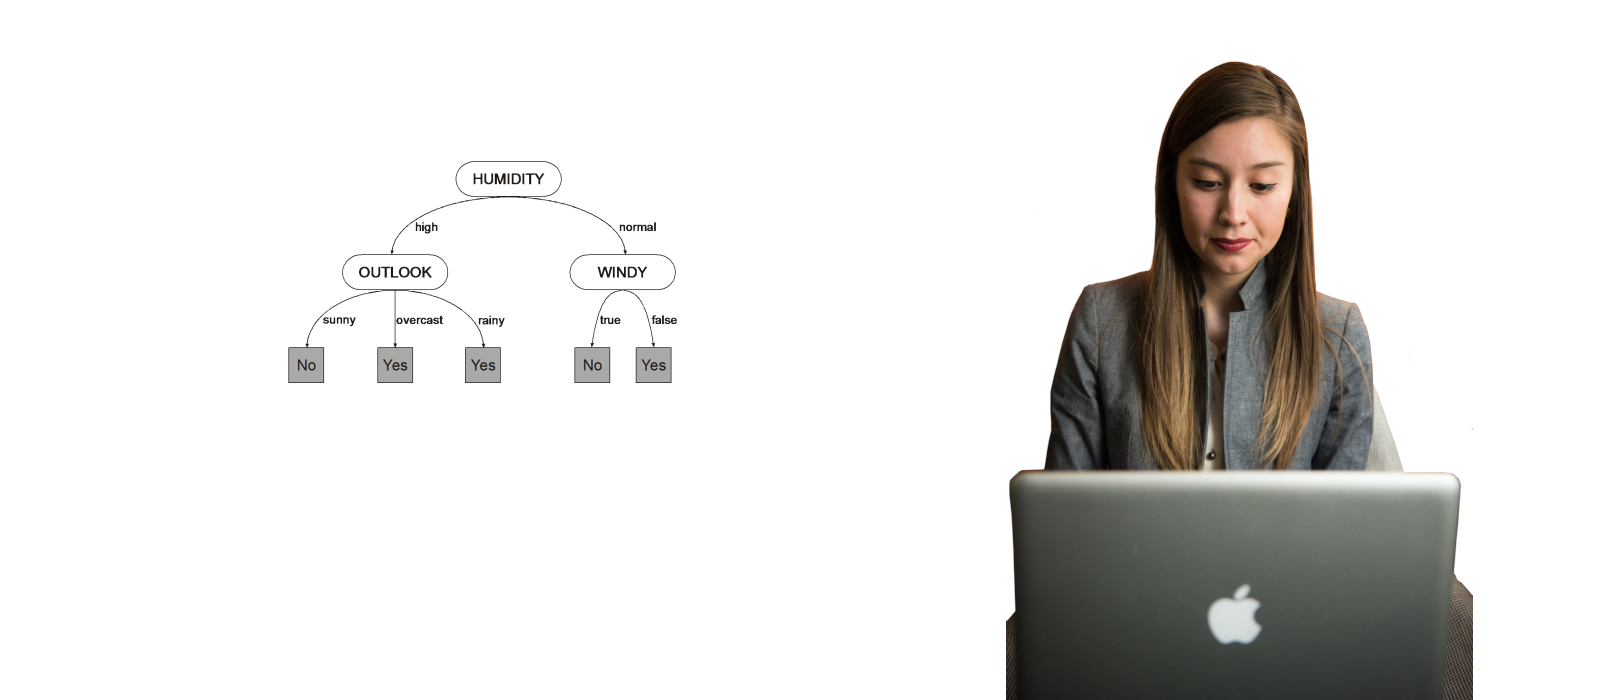 HUMIDITY
high normal
OUTLOOK WINDY
sunny overcast rainy true false
No Yes Yes No Yes